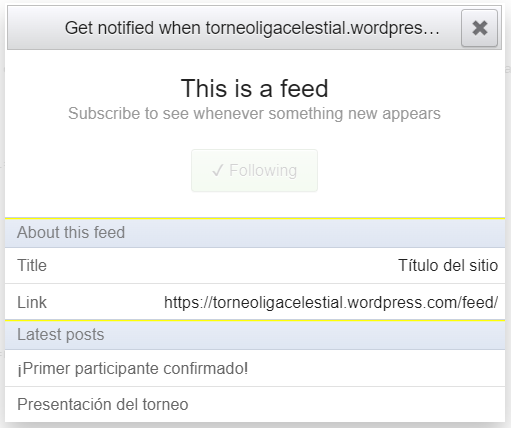 Get notified when torneoligacelestial.wordpres…
This is a feed
Subscribe to see whenever something new appears
✓ Following
About this feed
Title Título del sitio
Link https://torneoligacelestial.wordpress.com/feed/
Latest posts
¡Primer participante confirmado!
Presentación del torneo